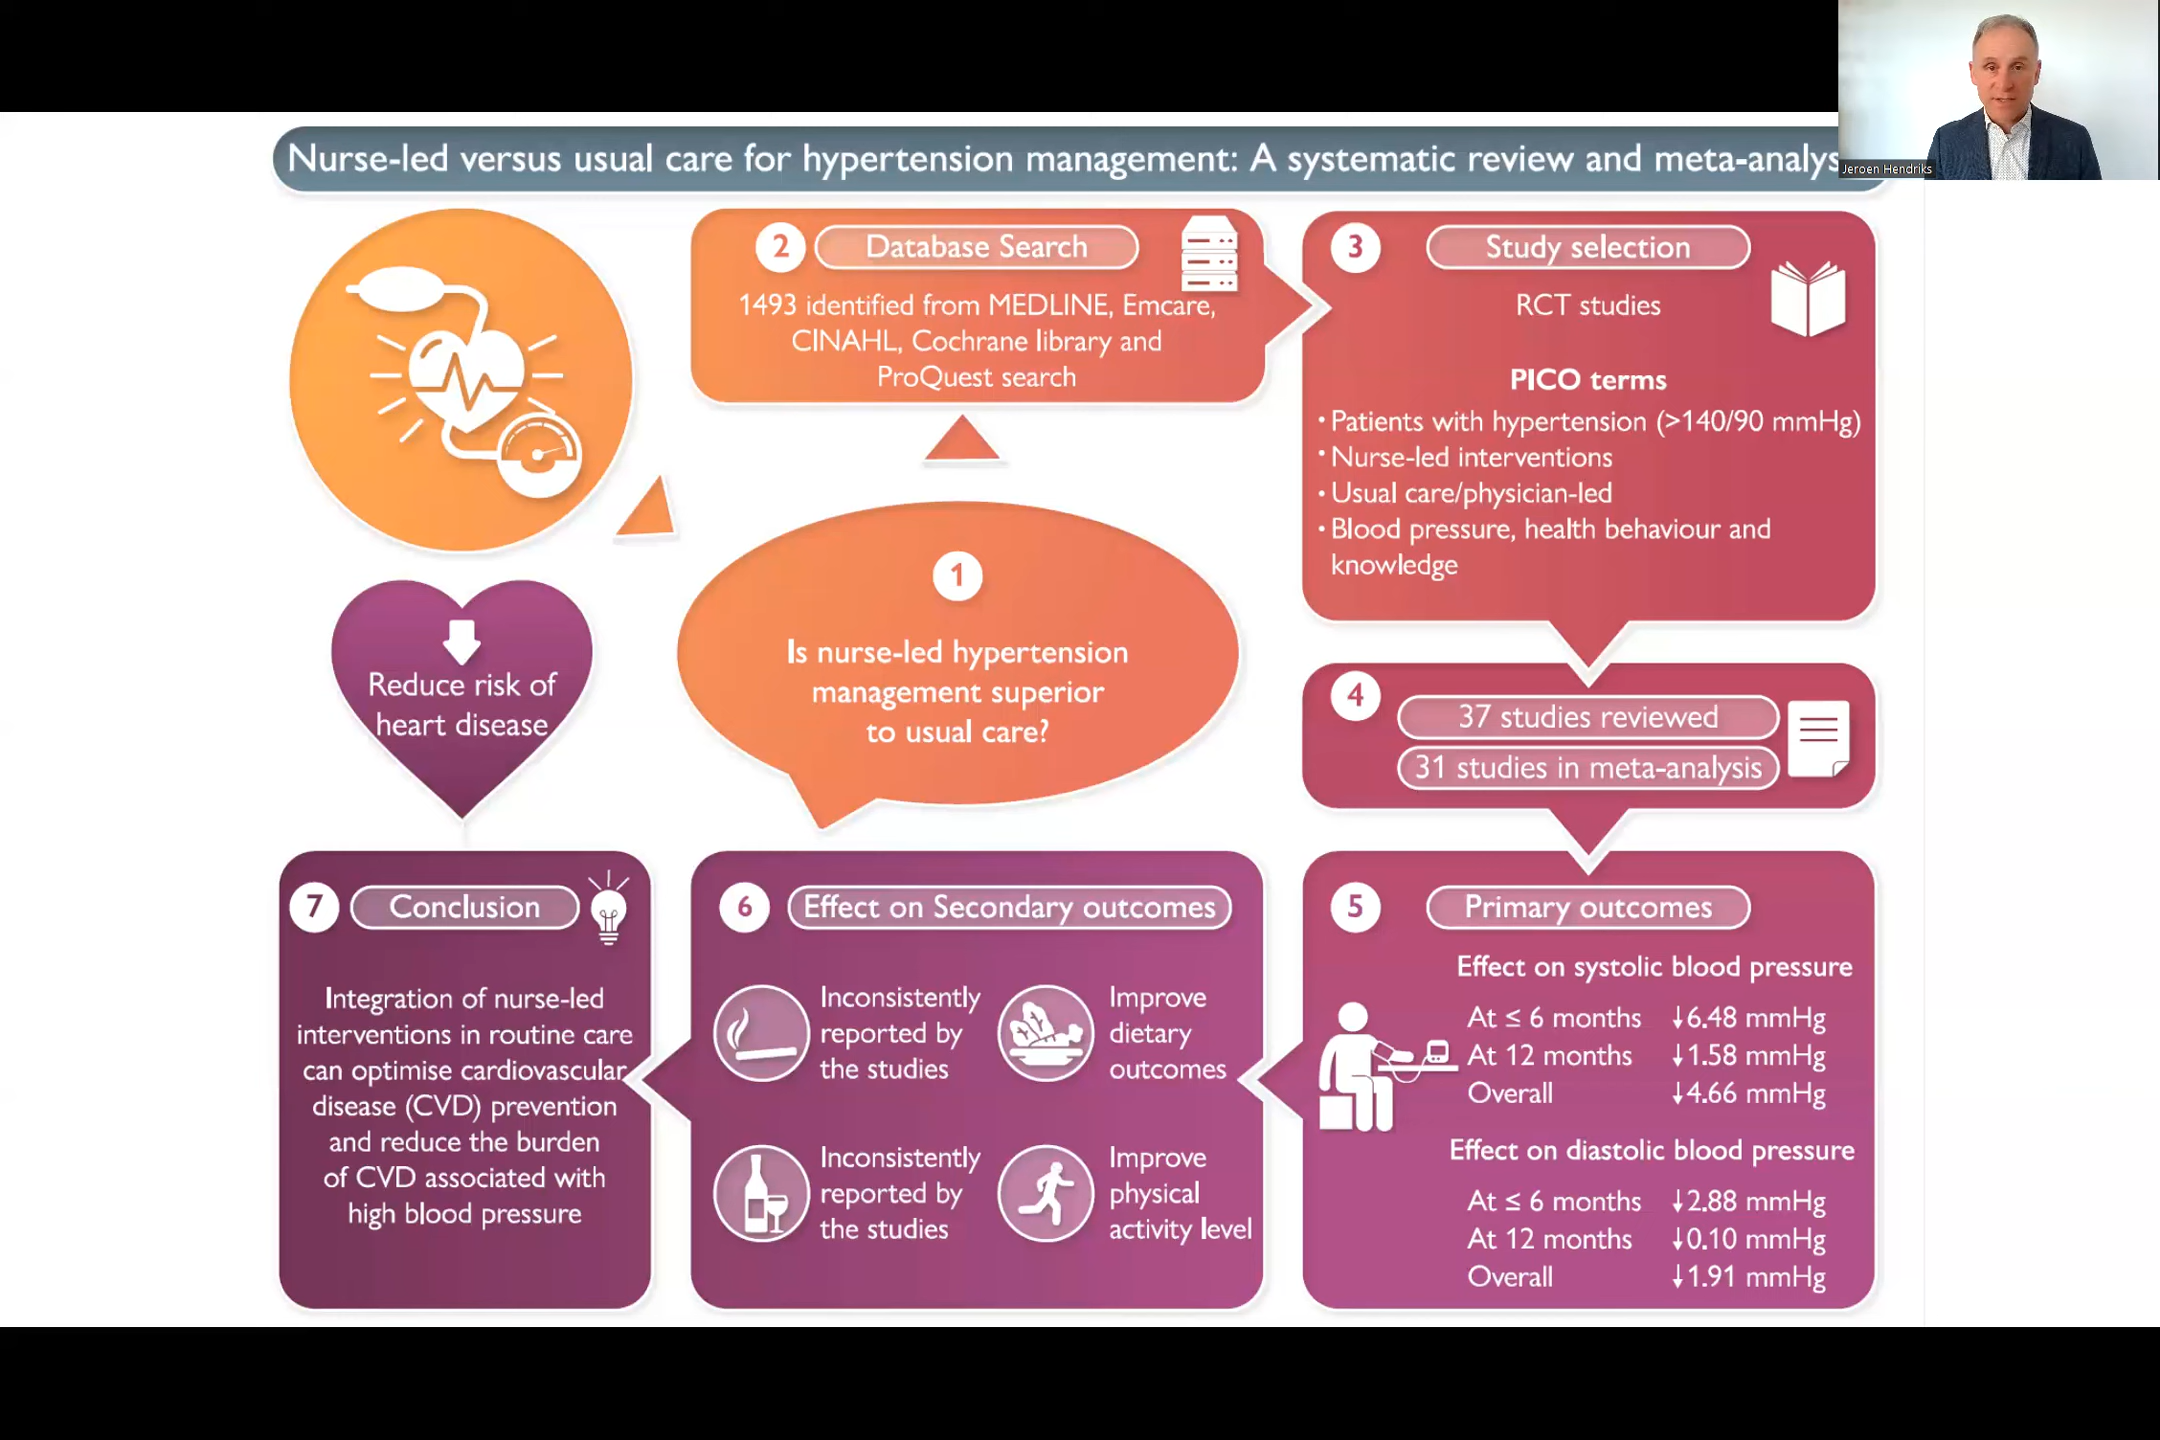 Nurse-led versus usual care for hypertension management: A systematic review and meta-analys
Jeroen Hendriks
1
Is nurse-led hypertension
management superior
to usual care?
2
Database Search
1493 identified from MEDLINE, Emcare,
CINAHL, Cochrane library and
ProQuest search
3
Study selection
RCT studies
PICO terms
• Patients with hypertension (>140/90 mmHg)
• Nurse-led interventions
• Usual care/physician-led
• Blood pressure, health behaviour and
knowledge
4
37 studies reviewed
31 studies in meta-analysis
5
Primary outcomes
Effect on systolic blood pressure
At ≤ 6 months ↓6.48 mmHg
At 12 months ↓1.58 mmHg
Overall ↓4.66 mmHg
Effect on diastolic blood pressure
At ≤ 6 months ↓2.88 mmHg
At 12 months ↓0.10 mmHg
Overall ↓1.91 mmHg
6
Effect on Secondary outcomes
Inconsistently
reported by
the studies
Improve
dietary
outcomes
Inconsistently
reported by
the studies
Improve
physical
activity level
7
Conclusion
Integration of nurse-led
interventions in routine care
can optimise cardiovascular
disease (CVD) prevention
and reduce the burden
of CVD associated with
high blood pressure
Reduce risk of
heart disease